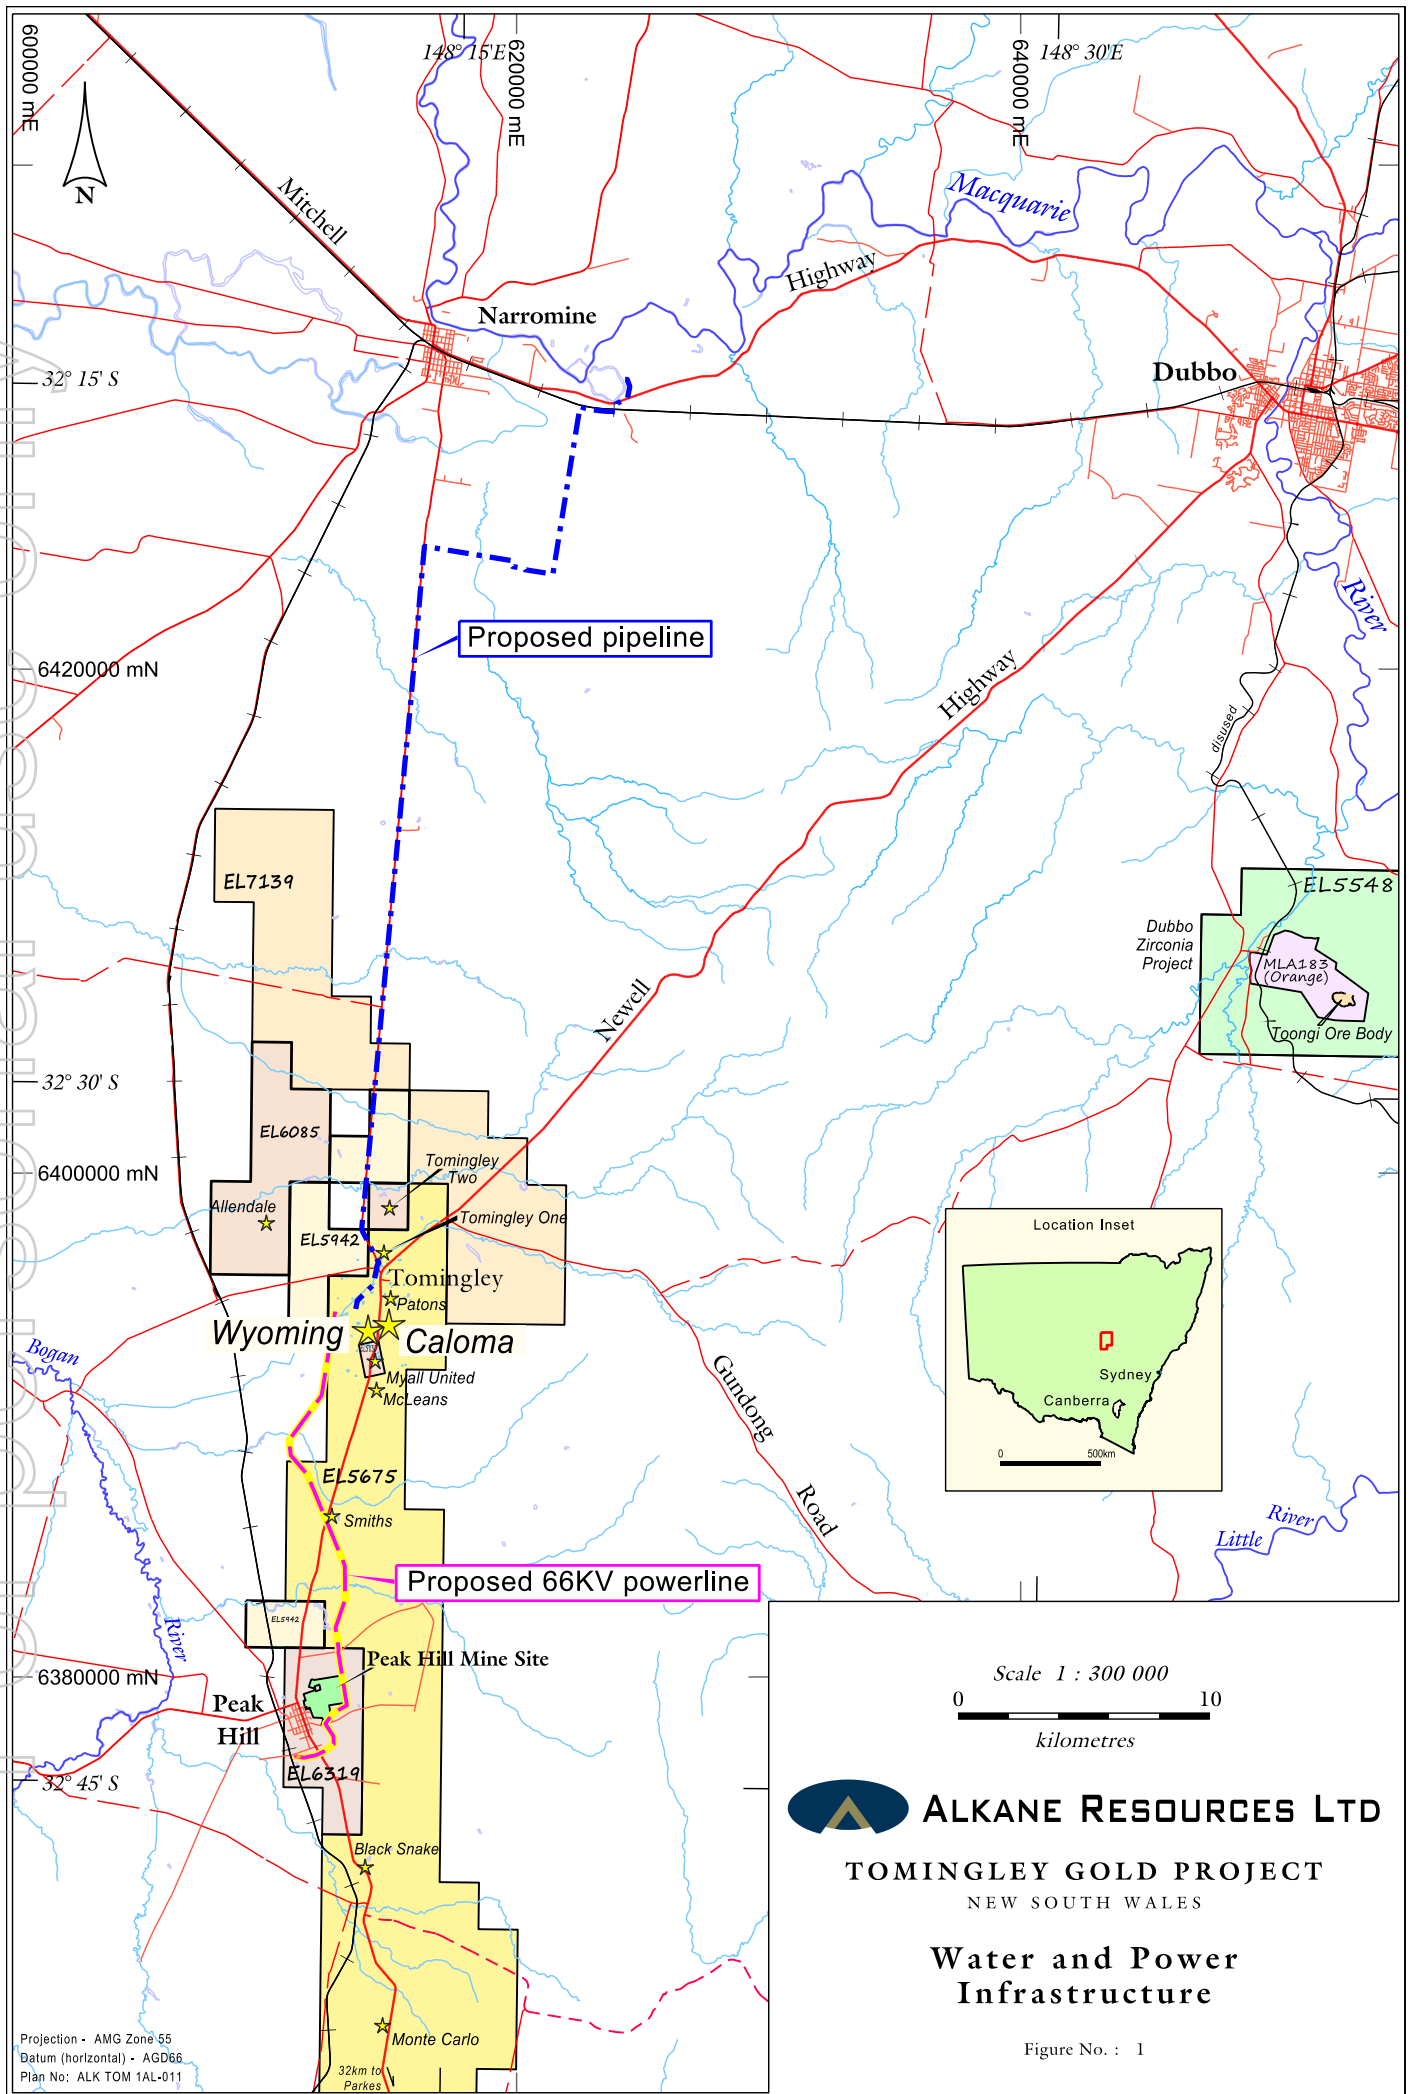 600000 mE
148° 15'E
620000 mE
640000 mE
148° 30'E
N
Mitchell
Macquarie
Highway
Narromine
Dubbo
32° 15' S
River
Proposed pipeline
6420000 mN
Highway
disused
EL7139
EL5548
Dubbo
Zirconia
Project
MLA183
(Orange)
Toongi Ore Body
Newell
32° 30' S
EL6085
6400000 mN
Tomingley
Two
Allendale
Tomingley One
EL5942
Tomingley
Patons
Wyoming
Caloma
Myall United
McLeans
Bogan
Gundong
Road
Location Inset
Sydney
Canberra
0
500km
EL5675
Smiths
Little
River
Proposed 66KV powerline
EL5942
River
Peak Hill Mine Site
6380000 mN
Peak
Hill
EL6319
32° 45' S
Black Snake
Monte Carlo
32km to
Parkes
Scale 1 : 300 000
0
10
kilometres
ALKANE RESOURCES LTD
TOMINGLEY GOLD PROJECT
NEW SOUTH WALES
Water and Power
Infrastructure
Figure No. : 1
Projection - AMG Zone 55
Datum (horizontal) - AGD66
Plan No: ALK TOM 1AL-011